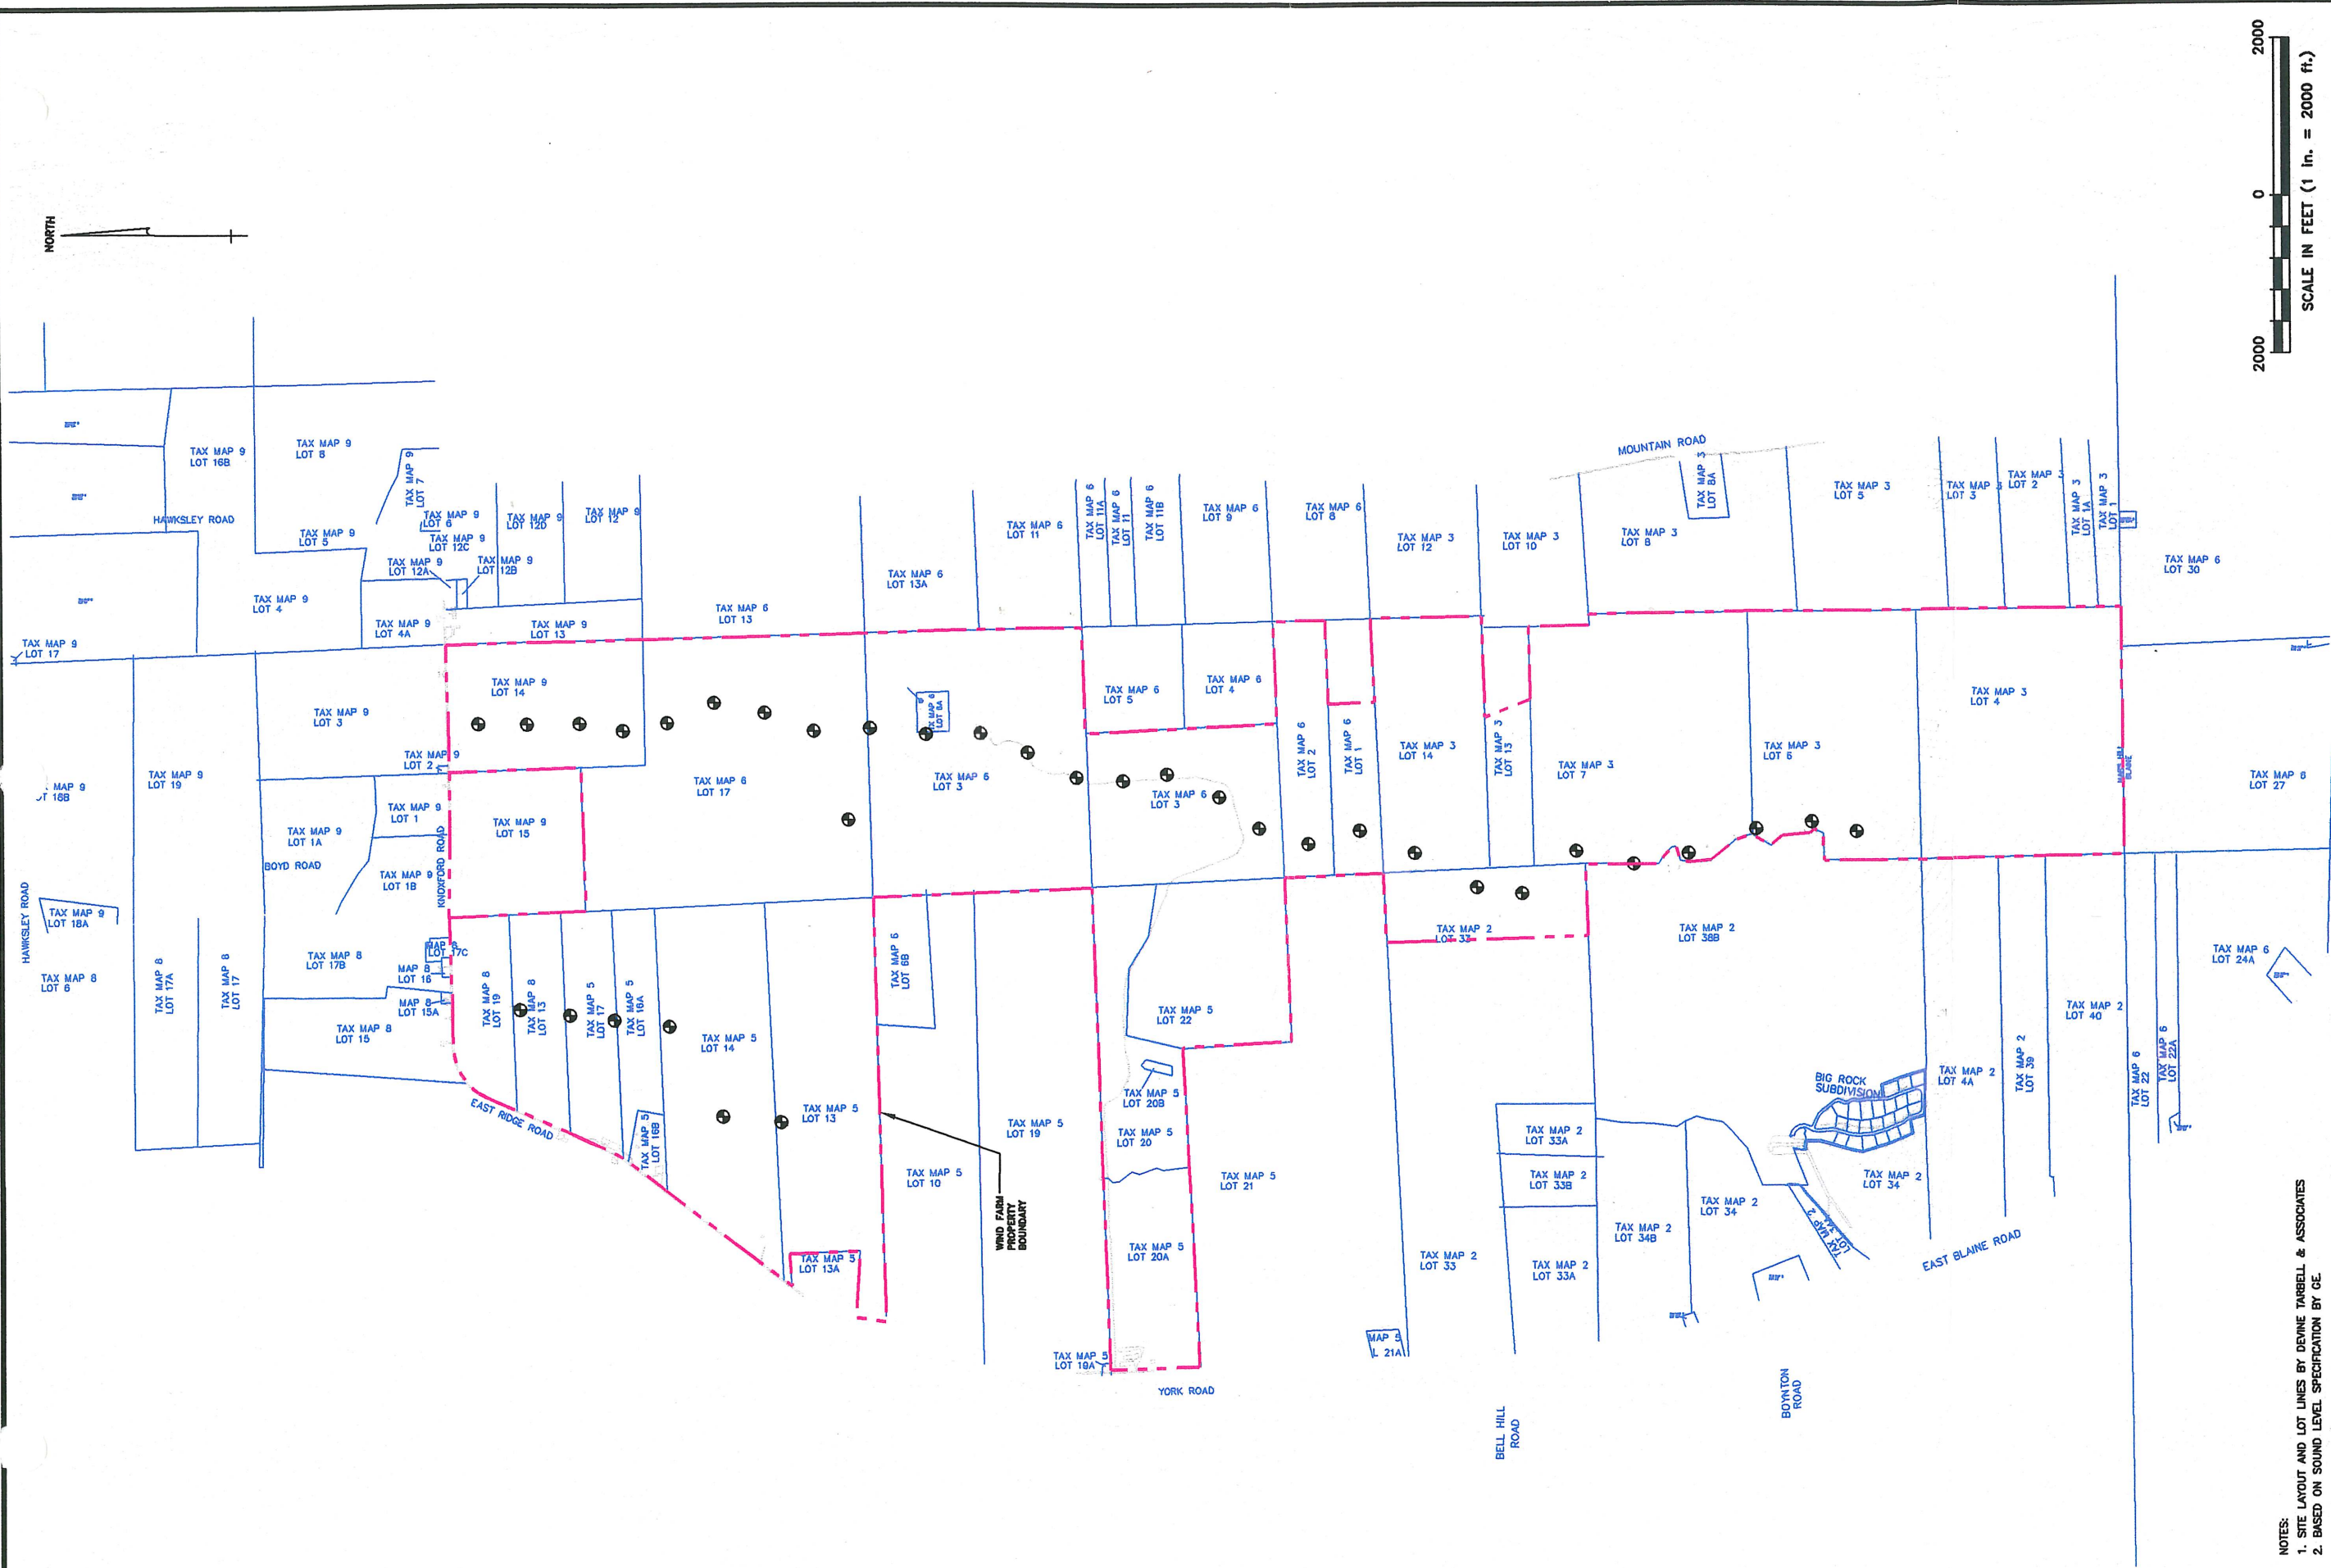 2000
0
2000
SCALE IN FEET (1 in. = 2000 ft.)
NORTH
TAX MAP 9
LOT 16B
TAX MAP 9
LOT 8
TAX MAP 9
LOT 7
HAWKSLEY ROAD
TAX MAP 9
LOT 5
TAX MAP 9
LOT 6
TAX MAP 9
LOT 12C
TAX MAP 9
LOT 12D
TAX MAP 9
LOT 12
TAX MAP 9
LOT 12A
TAX MAP 9
LOT 12B
TAX MAP 9
LOT 4
TAX MAP 9
LOT 4A
TAX MAP 9
LOT 13
TAX MAP 6
LOT 13
TAX MAP 6
LOT 13A
TAX MAP 6
LOT 11
TAX MAP 6
LOT 11A
TAX MAP 6
LOT 11
TAX MAP 6
LOT 11B
TAX MAP 6
LOT 9
TAX MAP 6
LOT 8
TAX MAP 3
LOT 12
TAX MAP 3
LOT 10
TAX MAP 3
LOT 8
MOUNTAIN ROAD
TAX MAP 3
LOT 8A
TAX MAP 3
LOT 5
TAX MAP 3
LOT 3
TAX MAP 3
LOT 2
TAX MAP 3
LOT 1A
TAX MAP 3
LOT 1
TAX MAP 6
LOT 30
TAX MAP 9
LOT 17
TAX MAP 9
LOT 3
TAX MAP 9
LOT 14
TAX MAP 6
LOT 5
TAX MAP 6
LOT 4
TAX MAP 3
LOT 4
MAP 9
LOT 2
TAX MAP 9
LOT 19
MAP 9
18B
TAX MAP 6
LOT 17
LOT 6A
TAX MAP 6
LOT 3
TAX MAP 6
LOT 3
TAX MAP 6
LOT 2
TAX MAP 6
LOT 1
TAX MAP 3
LOT 14
TAX MAP 3
LOT 13
TAX MAP 3
LOT 7
TAX MAP 3
LOT 6
MARS HILL
BLAINE
TAX MAP 6
LOT 27
TAX MAP 9
LOT 1
TAX MAP 9
LOT 1A
BOYD ROAD
TAX MAP 9
LOT 1B
KNOXFORD ROAD
TAX MAP 9
LOT 15
HAWKSLEY ROAD
TAX MAP 9
LOT 18A
TAX MAP 8
LOT 6
TAX MAP 8
LOT 17A
TAX MAP 8
LOT 17
TAX MAP 8
LOT 17B
MAP 8
LOT 17C
MAP 8
LOT 16
MAP 8
LOT 15A
TAX MAP 8
LOT 15
TAX MAP 8
LOT 19
TAX MAP 8
LOT 13
TAX MAP 5
LOT 17
TAX MAP 5
LOT 16A
TAX MAP 5
LOT 14
TAX MAP 6
LOT 6B
TAX MAP 5
LOT 22
TAX MAP 2
LOT 33
TAX MAP 2
LOT 38B
TAX MAP 6
LOT 24A
TAX MAP 2
LOT 40
EAST RIDGE ROAD
TAX MAP 5
LOT 16B
TAX MAP 5
LOT 13
TAX MAP 5
LOT 19
TAX MAP 5
LOT 20B
TAX MAP 5
LOT 20
BIG ROCK
SUBDIVISION
TAX MAP 2
LOT 4A
TAX MAP 2
LOT 39
TAX MAP 6
LOT 22
TAX MAP 6
LOT 22A
TAX MAP 5
LOT 10
WIND FARM
PROPERTY
BOUNDARY
TAX MAP 5
LOT 21
TAX MAP 2
LOT 33A
TAX MAP 2
LOT 33B
TAX MAP 2
LOT 34
TAX MAP 2
LOT 34
TAX MAP 2
LOT 34A
TAX MAP 5
LOT 13A
TAX MAP 5
LOT 20A
TAX MAP 2
LOT 33
TAX MAP 2
LOT 33A
TAX MAP 2
LOT 34B
EAST BLAINE ROAD
TAX MAP 5
LOT 19A
YORK ROAD
MAP 5
L 21A
BELL HILL
ROAD
BOYNTON
ROAD
NOTES:
1. SITE LAYOUT AND LOT LINES BY DEVINE TARBELL & ASSOCIATES
2. BASED ON SOUND LEVEL SPECIFICATION BY GE.